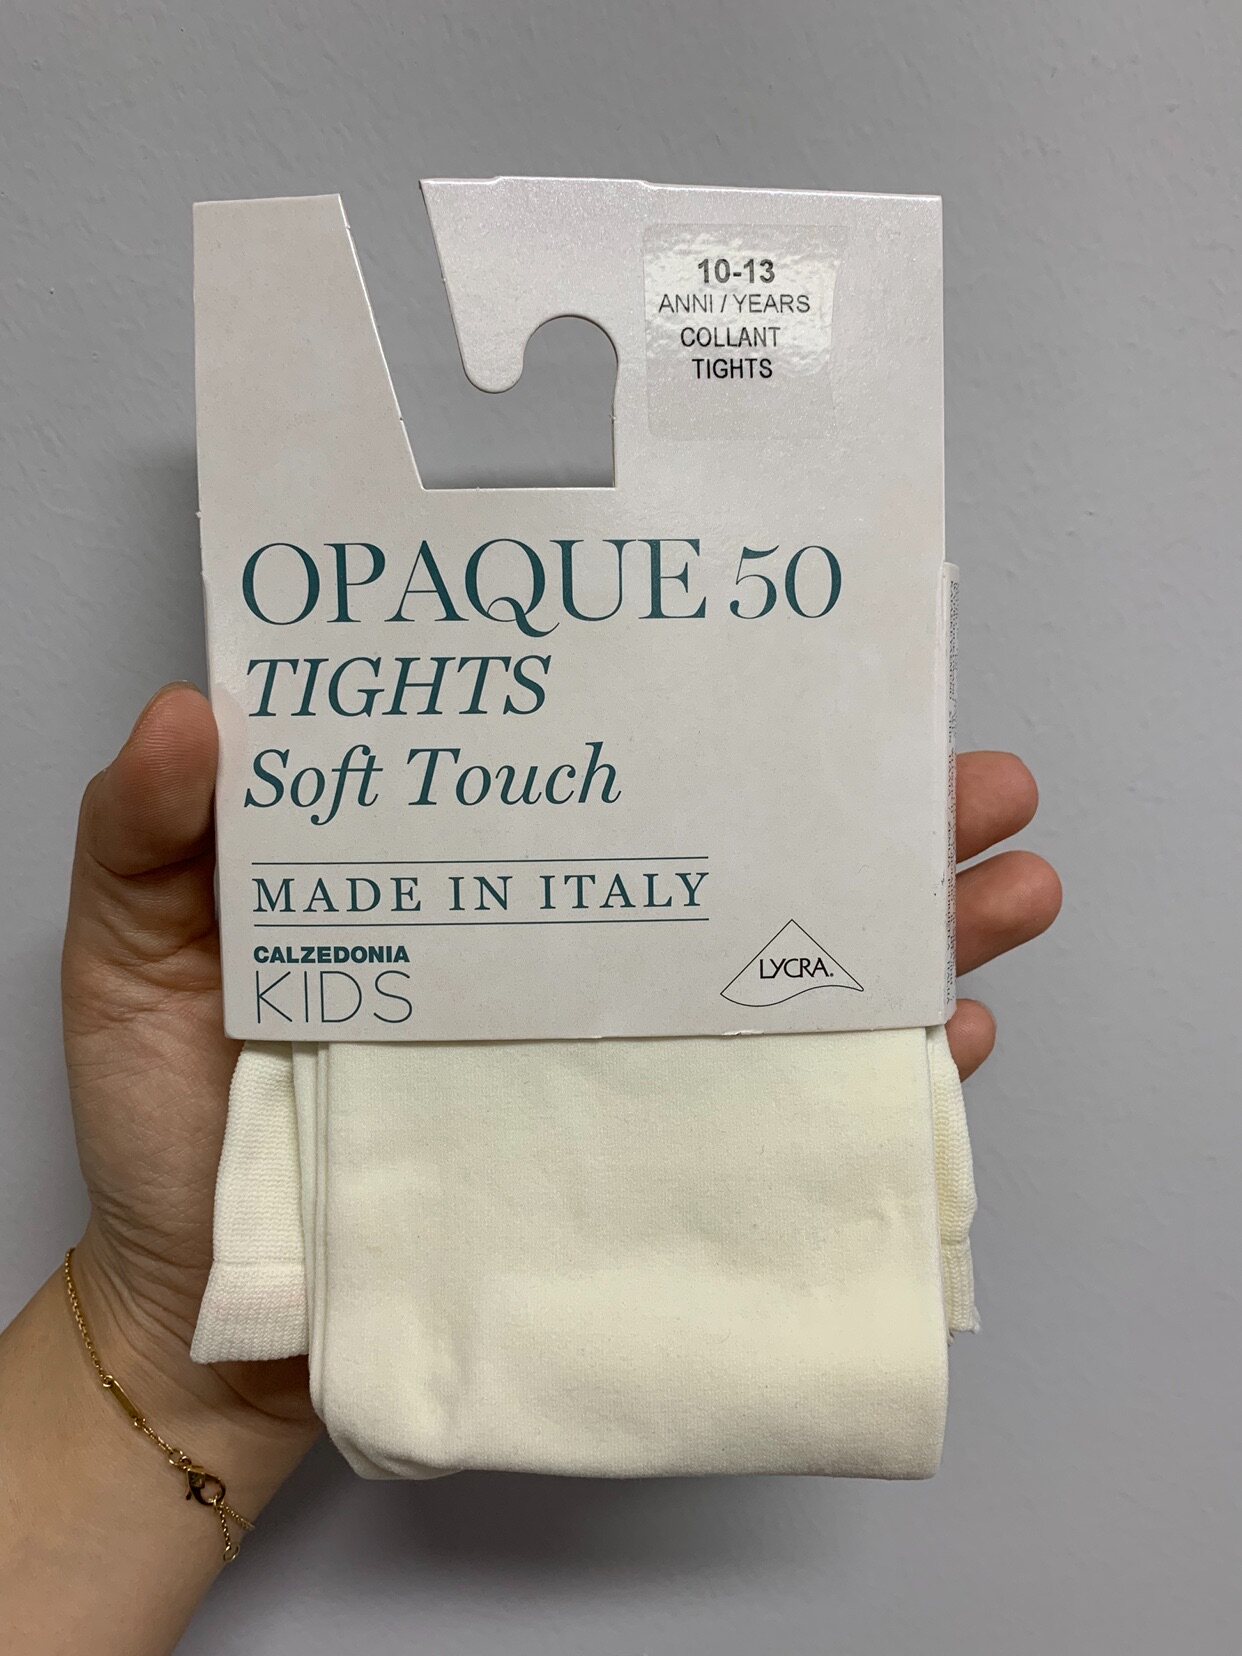 10-13
ANNI / YEARS
COLLANT
TIGHTS
OPAQUE 50
TIGHTS
Soft Touch
MADE IN ITALY
CALZEDONIA
KIDS
LYCRA.